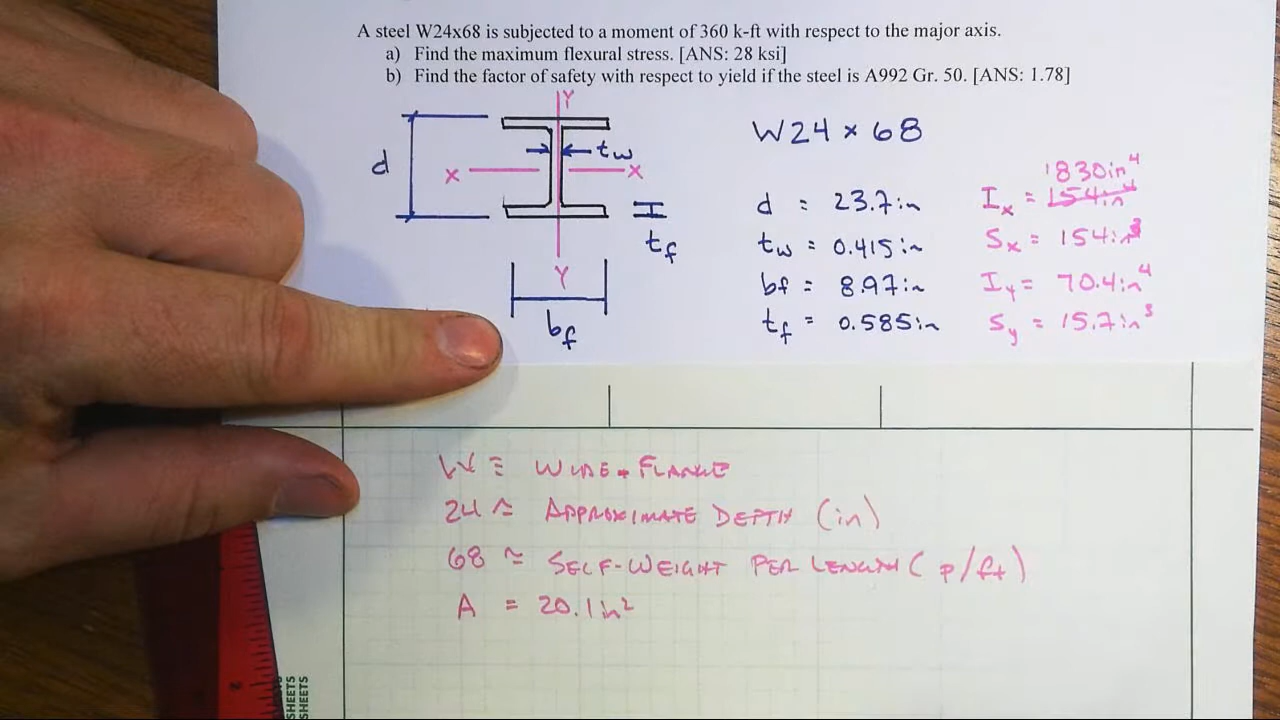 A steel W24x68 is subjected to a moment of 360 k-ft with respect to the major axis.
a) Find the maximum flexural stress. [ANS: 28 ksi]
b) Find the factor of safety with respect to yield if the steel is A992 Gr. 50. [ANS: 1.78]
Y
d
tw
x
x
tf
Y
bf
W24 x 68
d = 23.7in
tw = 0.415in
bf = 8.97in
tf = 0.585in
1830in⁴
Ix = 154in⁴
Sx = 154in³
Iy = 70.4in⁴
Sy = 15.7in³
W ≡ WIDE-FLANGE
24 ≈ APPROXIMATE DEPTH (in)
68 ≈ SELF-WEIGHT PER LENGTH (p/ft)
A = 20.1in²
2
SHEETS
SHEETS